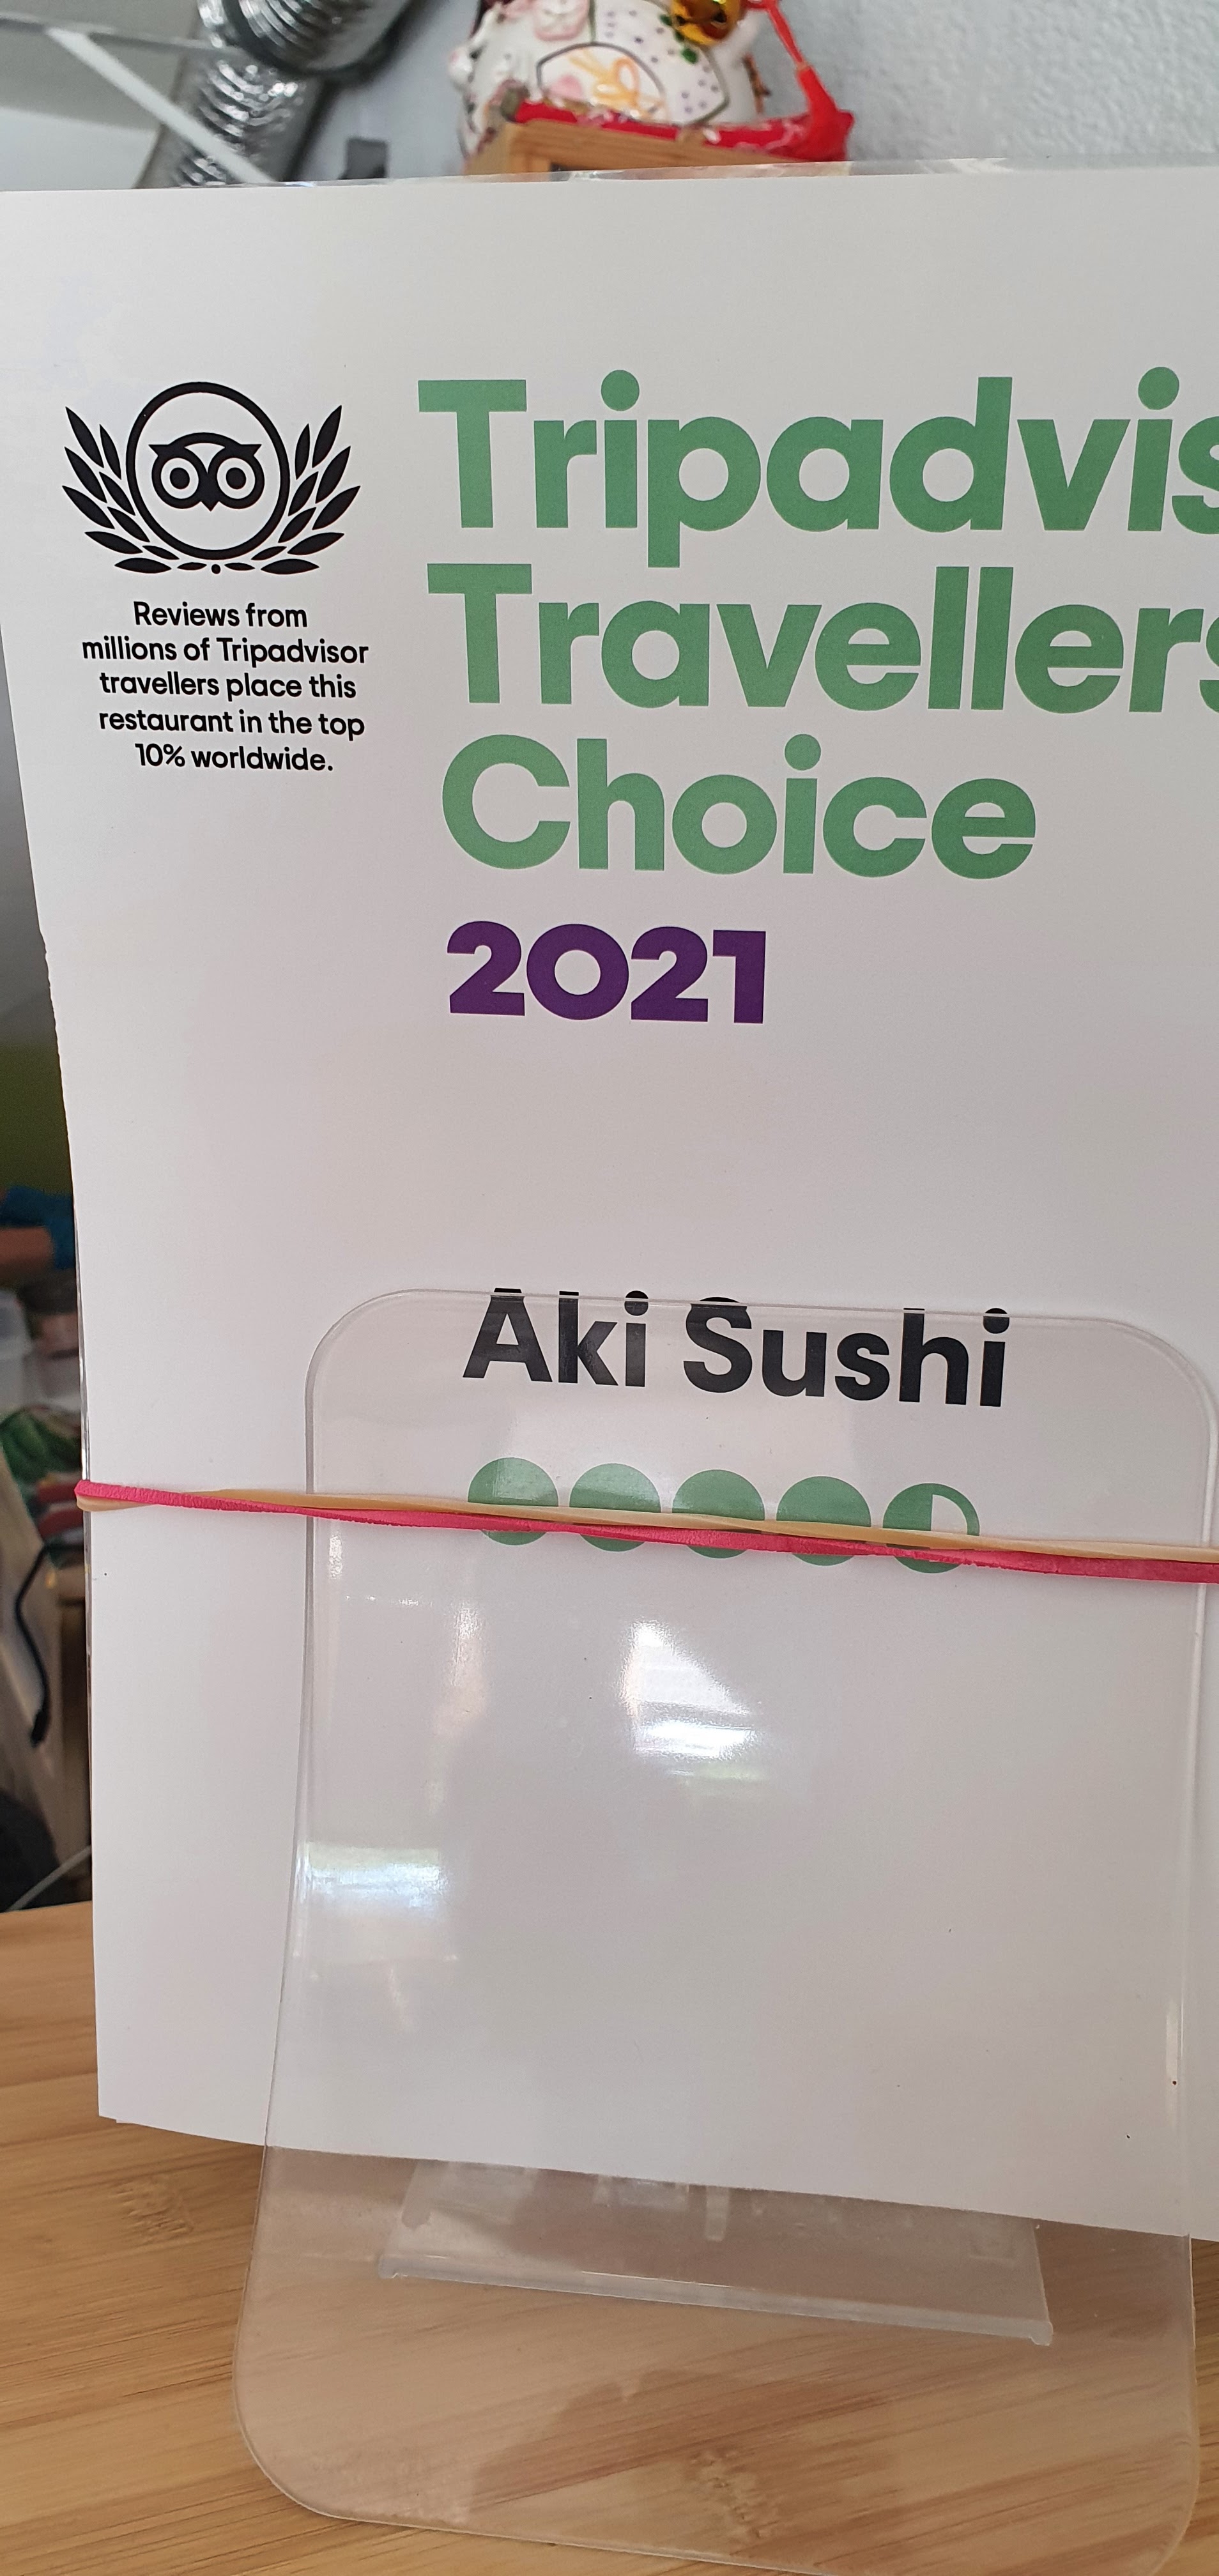 Tripadvis
Travellers
Choice
2021
Reviews from
millions of Tripadvisor
travellers place this
restaurant in the top
10% worldwide.
Aki Sushi